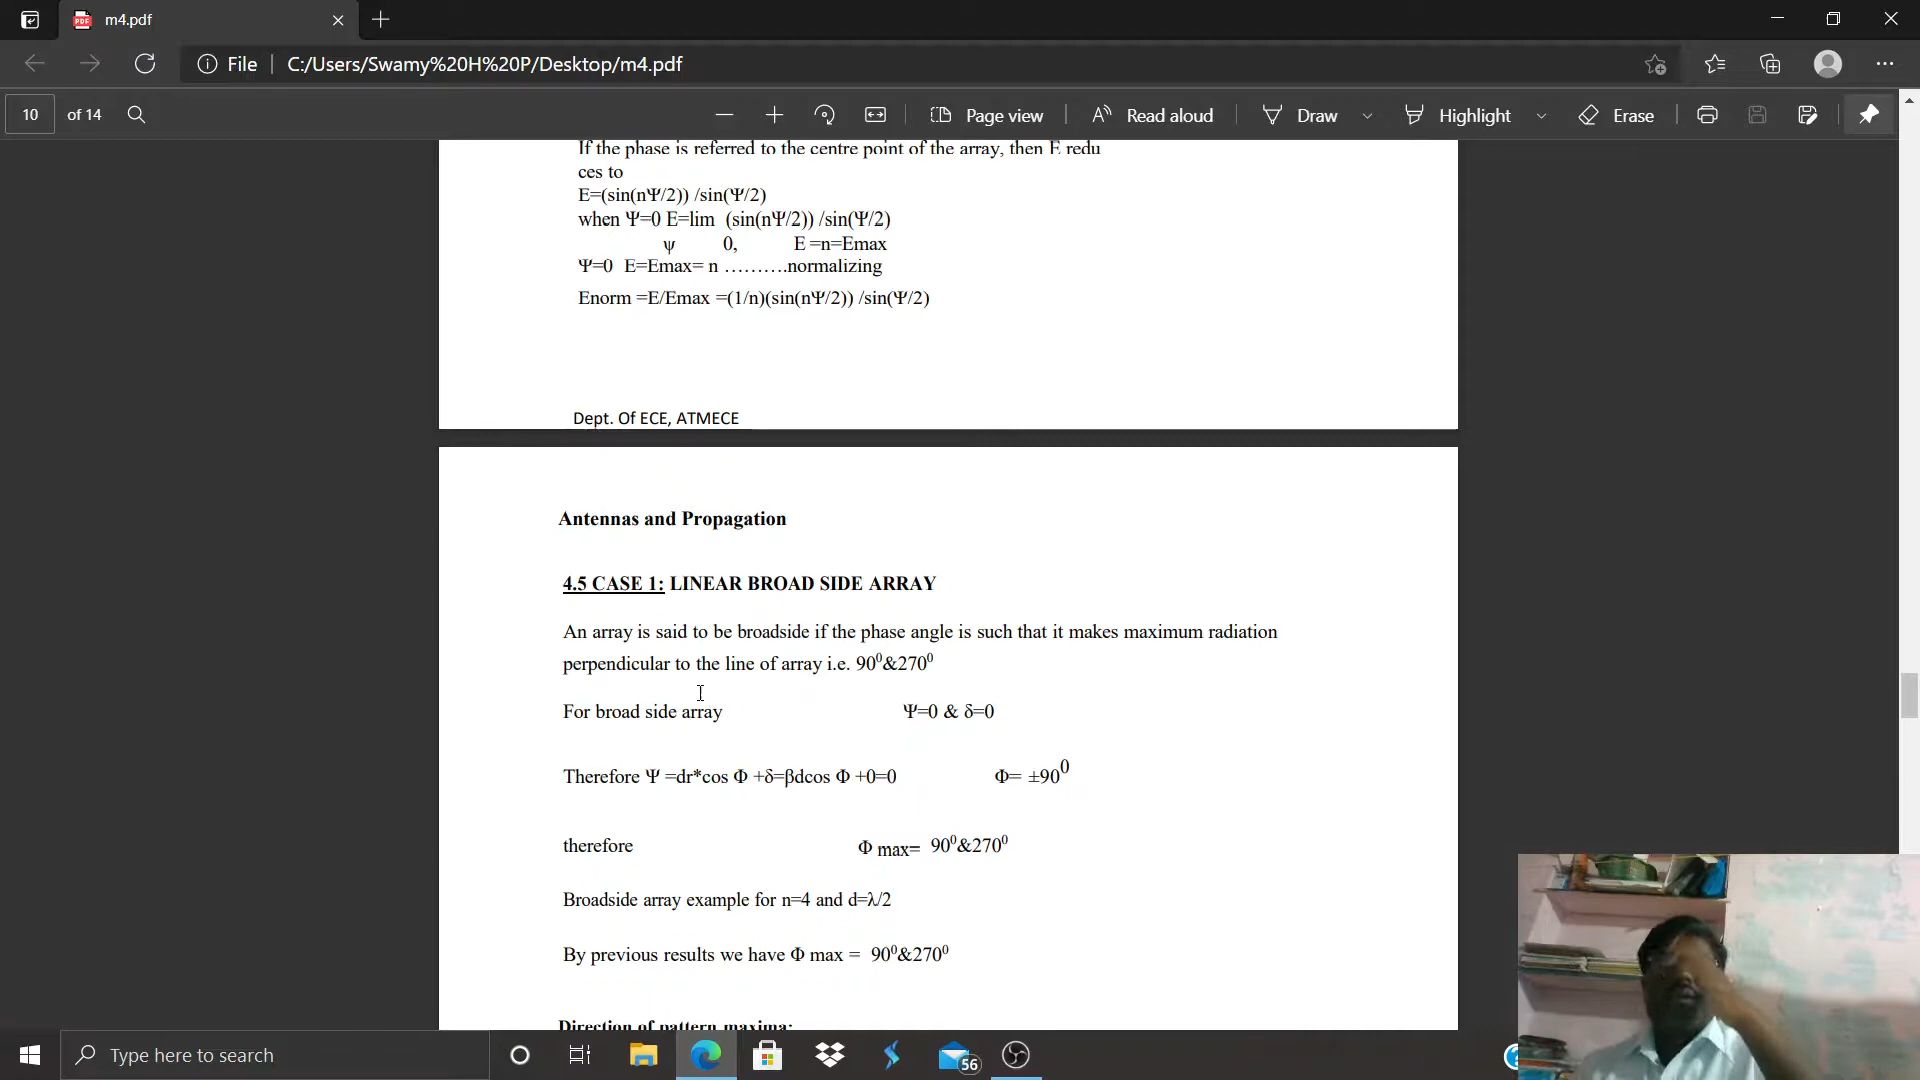 m4.pdf
File
C:/Users/Swamy%20H%20P/Desktop/m4.pdf
10 of 14
Page view
Read aloud
Draw
Highlight
Erase
If the phase is referred to the centre point of the array, then E redu
ces to
E=(sin(nΨ/2)) /sin(Ψ/2)
when Ψ=0 E=lim (sin(nΨ/2)) /sin(Ψ/2)
ψ 0, E =n=Emax
Ψ=0 E=Emax= n ……….normalizing
Enorm =E/Emax =(1/n)(sin(nΨ/2)) /sin(Ψ/2)
Dept. Of ECE, ATMECE
Antennas and Propagation
4.5 CASE 1: LINEAR BROAD SIDE ARRAY
An array is said to be broadside if the phase angle is such that it makes maximum radiation
perpendicular to the line of array i.e. 90⁰&270⁰
For broad side array Ψ=0 & δ=0
Therefore Ψ =dr*cos Φ +δ=βdcos Φ +0=0 Φ= ±90⁰
therefore Φ max= 90⁰&270⁰
Broadside array example for n=4 and d=λ/2
By previous results we have Φ max = 90⁰&270⁰
Direction of pattern maxima:
Type here to search
56